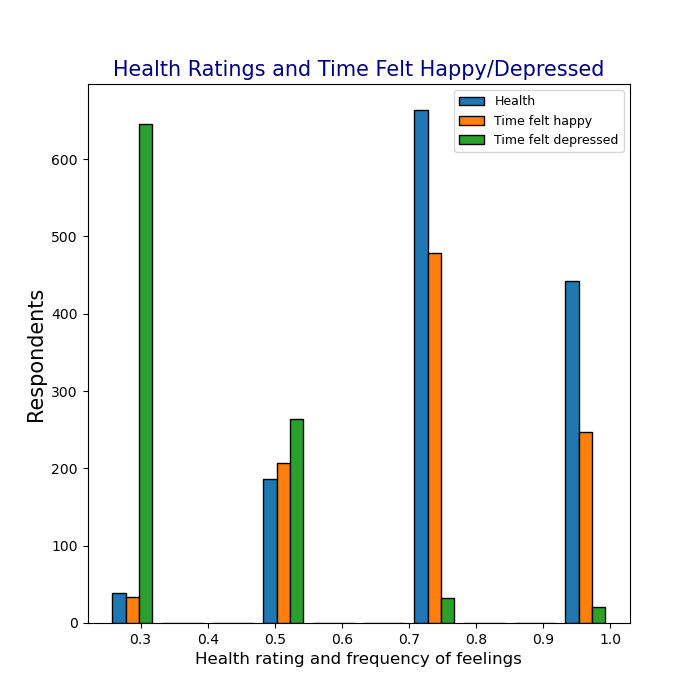 Health Ratings and Time Felt Happy/Depressed
Health
Time felt happy
Time felt depressed
Respondents
600
500
400
300
200
100
0
0.3 0.4 0.5 0.6 0.7 0.8 0.9 1.0
Health rating and frequency of feelings